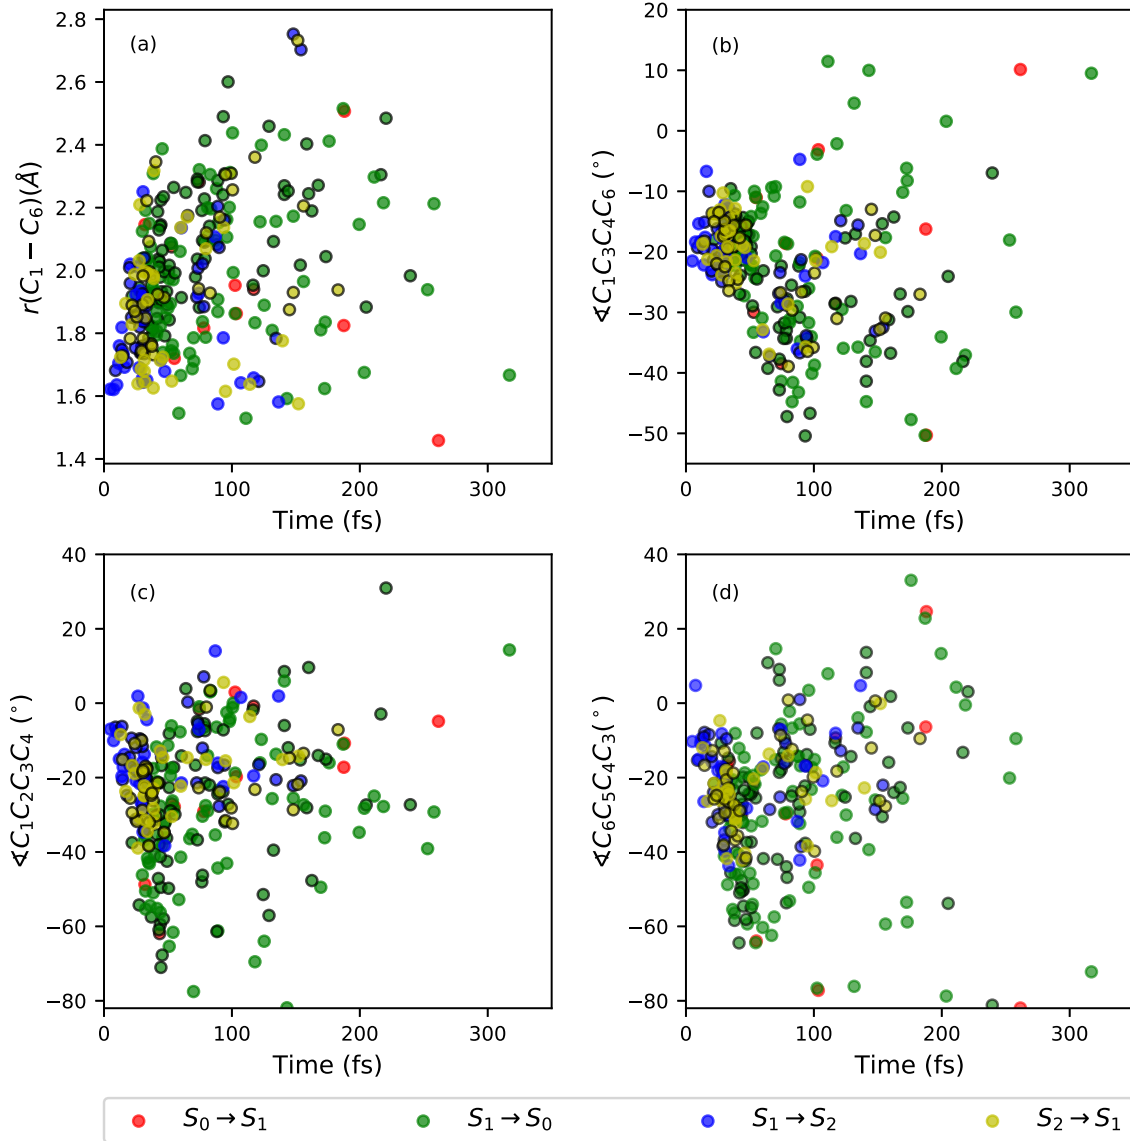 2.8
2.6
2.4
2.2
2.0
1.8
1.6
1.4
r(C₁ − C₆)(Å)
(a)
0 100 200 300
Time (fs)
20
10
0
−10
−20
−30
−40
−50
∢C₁C₃C₄C₆ (°)
(b)
0 100 200 300
Time (fs)
40
20
0
−20
−40
−60
−80
∢C₁C₂C₃C₄ (°)
(c)
0 100 200 300
Time (fs)
40
20
0
−20
−40
−60
−80
∢C₆C₅C₄C₃(°)
(d)
0 100 200 300
Time (fs)
S₀→S₁ S₁→S₀ S₁→S₂ S₂→S₁